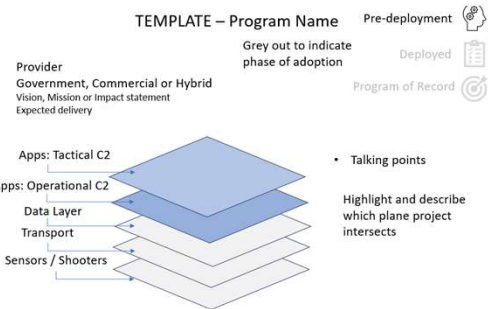 TEMPLATE – Program Name
Pre-deployment
Grey out to indicate
phase of adoption
Deployed
Program of Record
Provider
Government, Commercial or Hybrid
Vision, Mission or Impact statement
Expected delivery
Apps: Tactical C2
pps: Operational C2
Data Layer
Transport
Sensors / Shooters
• Talking points
Highlight and describe
which plane project
intersects